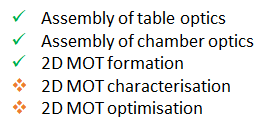 Assembly of table optics
Assembly of chamber optics
2D MOT formation
2D MOT characterisation
2D MOT optimisation